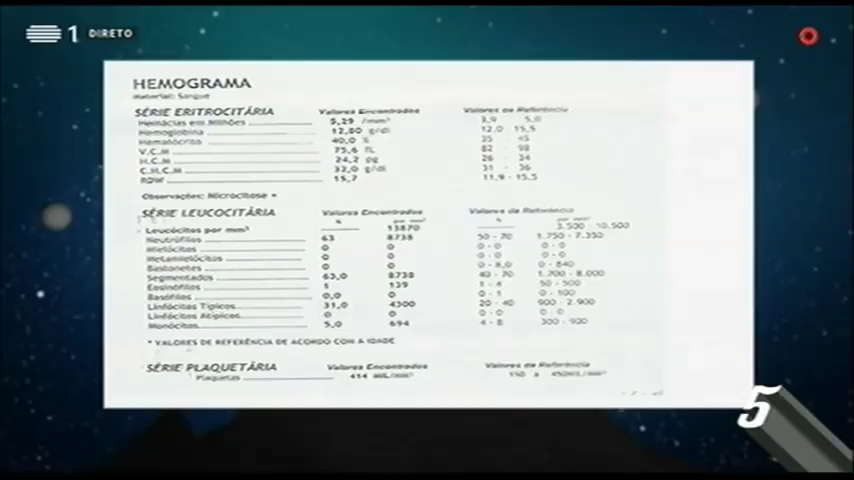 1 DIRETO
HEMOGRAMA
Material: Sangue
SÉRIE ERITROCITÁRIA Valores Encontrados Valores de Referência
Hemácias em Milhões 5,29 /mm³ 3,9 5,0
Hemoglobina 12,80 g/dl 12,0 - 15,5
Hematócrito 40,0 % 35 - 45
V.C.M 75,6 fL 82 - 98
H.C.M 24,2 pg 26 - 34
C.H.C.M 32,0 g/dl 31 - 36
RDW 15,7 11,9 - 15,5
Observações: Microcitose +
SÉRIE LEUCOCITÁRIA Valores Encontrados Valores de Referência
% por mm³ % por mm³
Leucócitos por mm³ 13870 3.500 - 10.500
Neutrófilos 63 8738 50 - 70 1.750 - 7.350
Mielócitos 0 0 0 - 0 0 - 0
Metamielócitos 0 0 0 - 0 0 - 0
Bastonetes 0 0 0 - 8,0 0 - 840
Segmentados 63,0 8738 40 - 70 1.700 - 8.000
Eosinófilos 1 139 1 - 4 50 - 500
Basófilos 0,0 0 0 - 1 0 - 100
Linfócitos Típicos 31,0 4300 20 - 40 900 - 2.900
Linfócitos Atípicos 0 0 0 - 0 0 - 0
Monócitos 5,0 694 4 - 8 300 - 900
* VALORES DE REFERÊNCIA DE ACORDO COM A IDADE
SÉRIE PLAQUETÁRIA Valores Encontrados Valores de Referência
Plaquetas 414 mil/mm³ 150 a 450mil/mm³
5